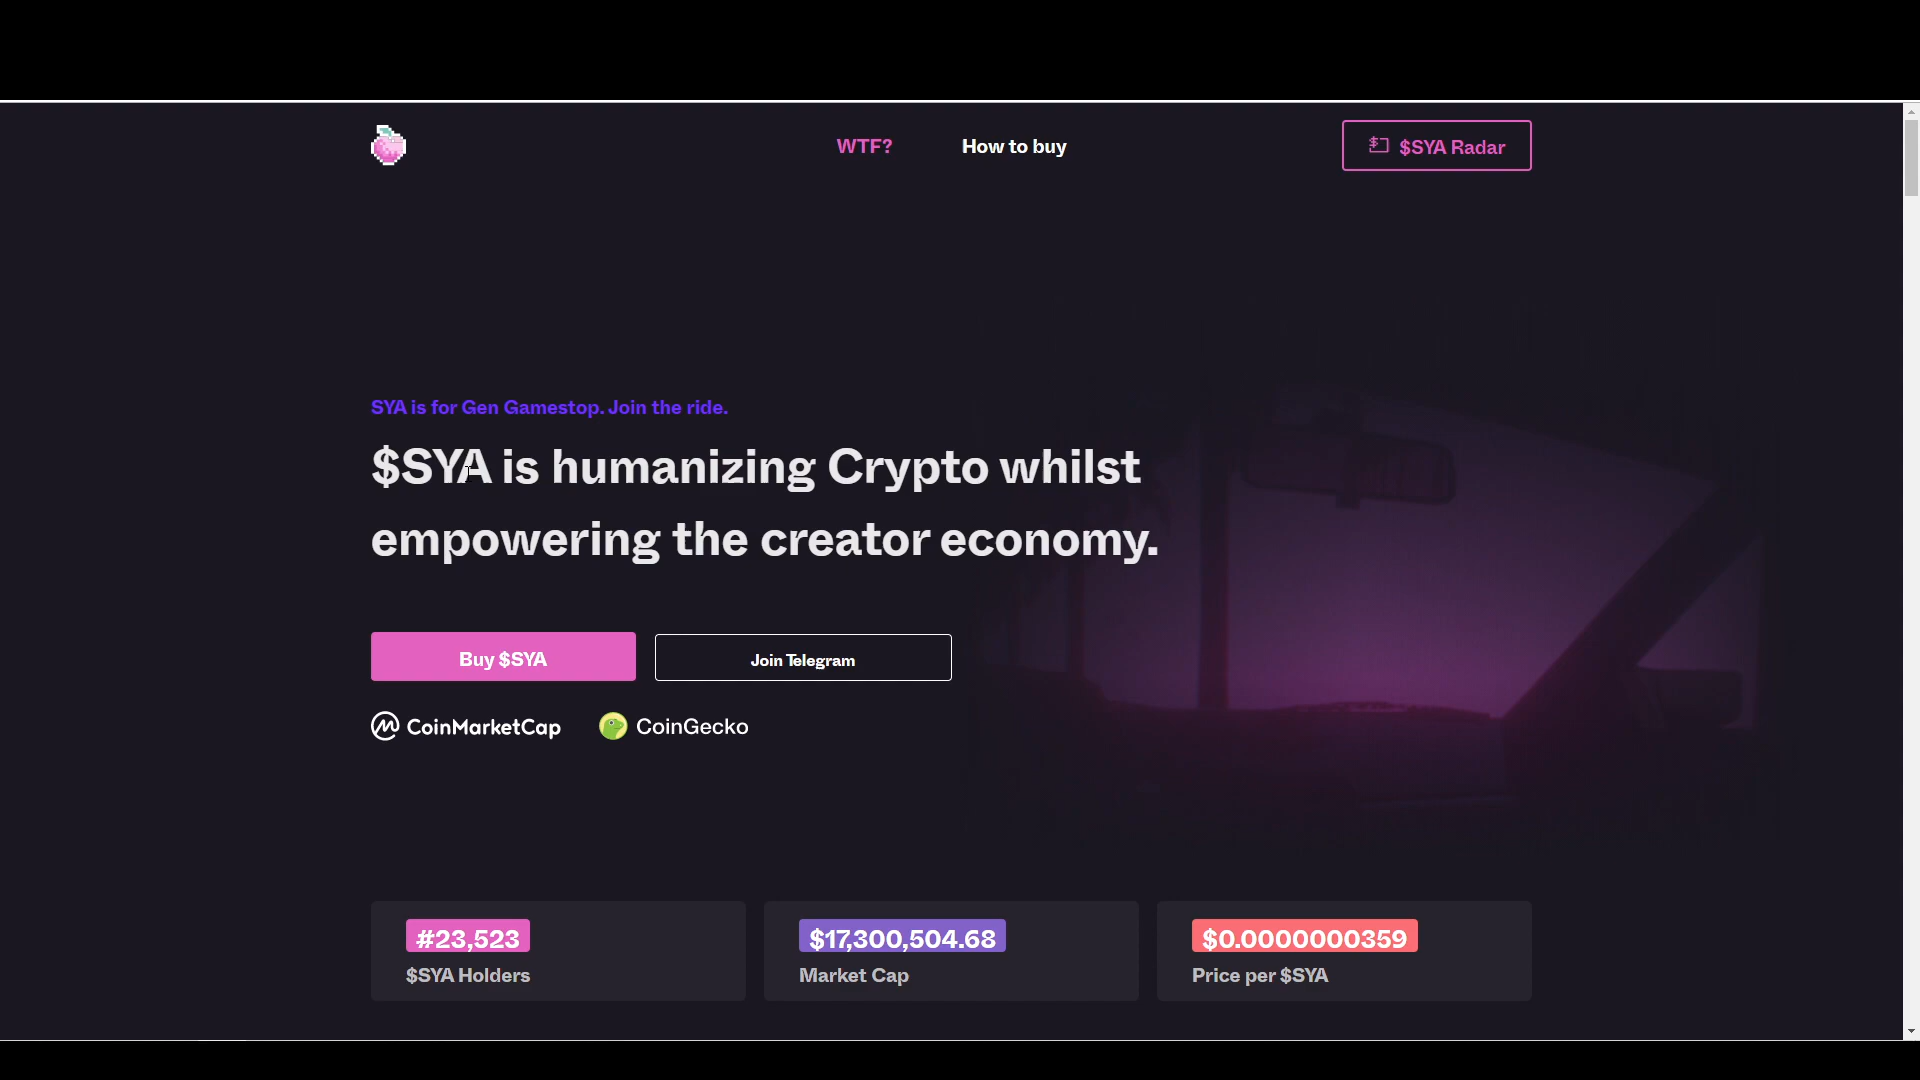 WTF?
How to buy
$SYA Radar
SYA is for Gen Gamestop. Join the ride.
$SYA is humanizing Crypto whilst
empowering the creator economy.
Buy $SYA
Join Telegram
CoinMarketCap
CoinGecko
#23,523
$SYA Holders
$17,300,504.68
Market Cap
$0.0000000359
Price per $SYA